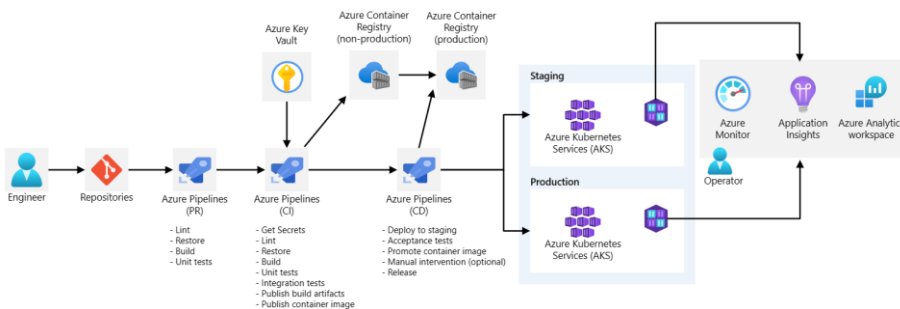 Azure Key
Vault
Azure Container
Registry
(non-production)
Azure Container
Registry
(production)
Engineer
Repositories
Azure Pipelines
(PR)
- Lint
- Restore
- Build
- Unit tests
Azure Pipelines
(CI)
- Get Secrets
- Lint
- Restore
- Build
- Unit tests
- Integration tests
- Publish build artifacts
- Publish container image
Azure Pipelines
(CD)
- Deploy to staging
- Acceptance tests
- Promote container image
- Manual intervention (optional)
- Release
Staging
Azure Kubernetes
Services (AKS)
Production
Azure Kubernetes
Services (AKS)
Azure
Monitor
Application
Insights
Azure Analytic
workspace
Operator